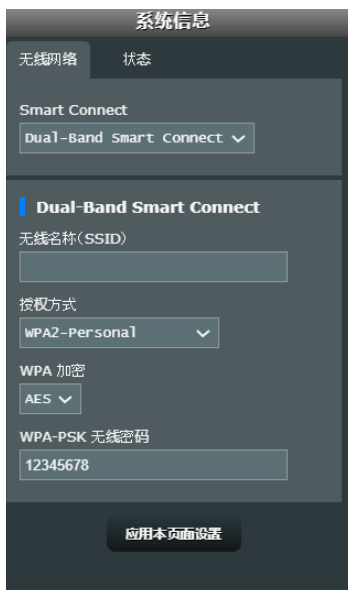 系统信息
无线网络 状态
Smart Connect
Dual-Band Smart Connect
Dual-Band Smart Connect
无线名称(SSID)
授权方式
WPA2-Personal
WPA 加密
AES
WPA-PSK 无线密码
12345678
应用本页面设置